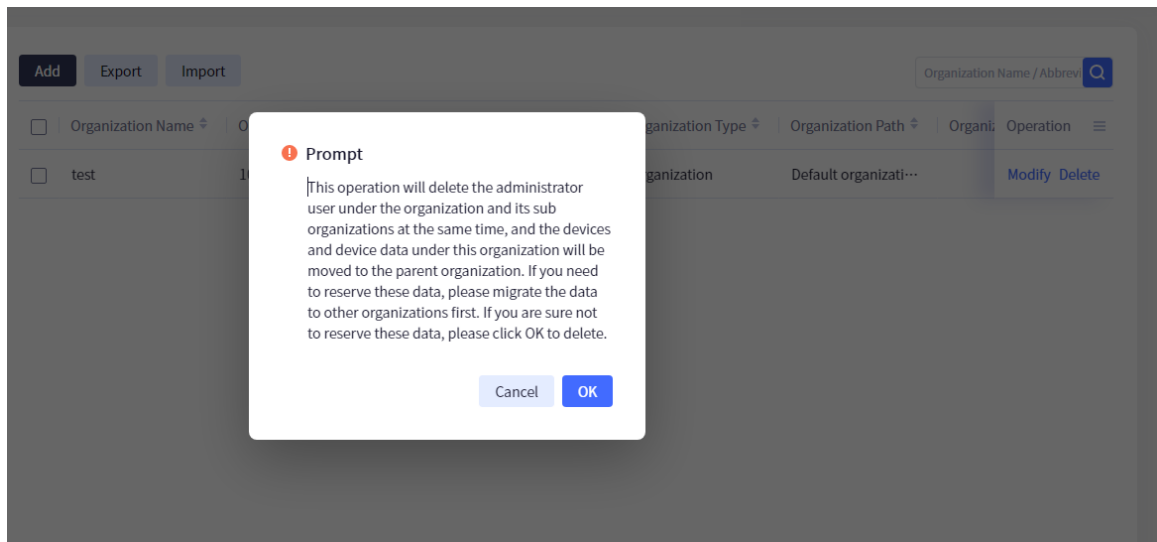 Add Export Import Organization Name / Abbrevi
Organization Name Organization Type Organization Path Operation
test Default organizati··· Modify Delete
Prompt
This operation will delete the administrator
user under the organization and its sub
organizations at the same time, and the devices
and device data under this organization will be
moved to the parent organization. If you need
to reserve these data, please migrate the data
to other organizations first. If you are sure not
to reserve these data, please click OK to delete.
Cancel OK